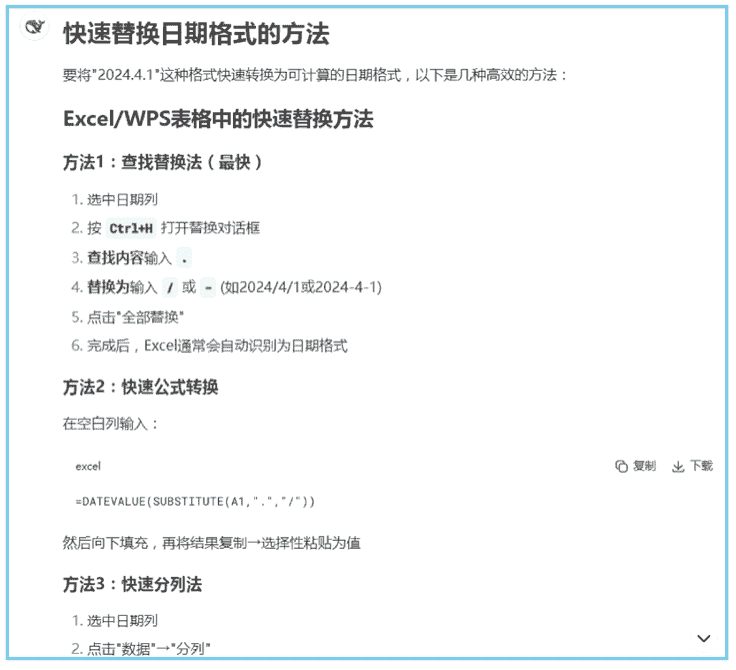 快速替换日期格式的方法
要将"2024.4.1"这种格式快速转换为可计算的日期格式，以下是几种高效的方法：
Excel/WPS表格中的快速替换方法
方法1：查找替换法（最快）
1. 选中日期列
2. 按 Ctrl+H 打开替换对话框
3. 查找内容输入 .
4. 替换为输入 / 或 - (如2024/4/1或2024-4-1)
5. 点击"全部替换"
6. 完成后，Excel通常会自动识别为日期格式
方法2：快速公式转换
在空白列输入：
excel 复制 下载
=DATEVALUE(SUBSTITUTE(A1,".","/"))
然后向下填充，再将结果复制→选择性粘贴为值
方法3：快速分列法
1. 选中日期列
2. 点击"数据"→"分列"